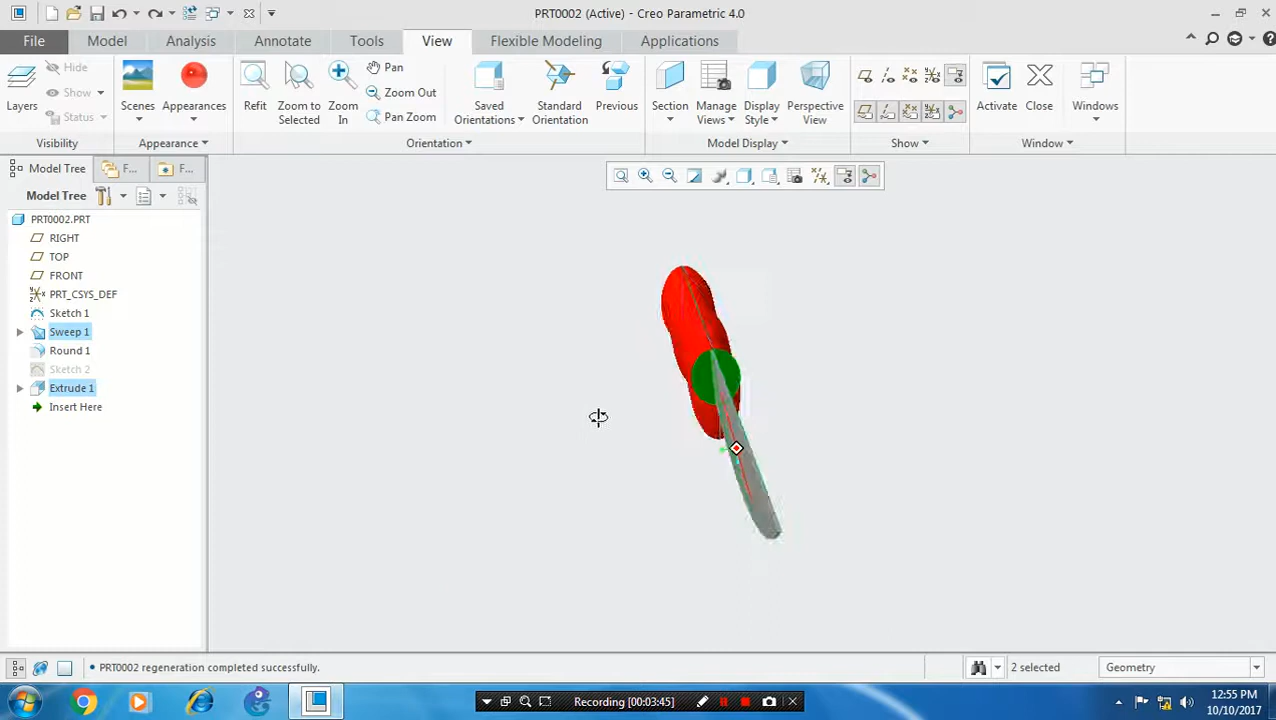 PRT0002 (Active) - Creo Parametric 4.0
File Model Analysis Annotate Tools View Flexible Modeling Applications
Layers
Hide
Show
Status
Visibility
Scenes
Appearances
Appearance
Refit
Zoom to Selected
Zoom In
Pan
Zoom Out
Pan Zoom
Saved Orientations
Standard Orientation
Previous
Orientation
Section
Manage Views
Display Style
Perspective View
Model Display
Show
Activate
Close
Windows
Window
Model Tree F... F...
Model Tree
PRT0002.PRT
RIGHT
TOP
FRONT
PRT_CSYS_DEF
Sketch 1
Sweep 1
Round 1
Sketch 2
Extrude 1
Insert Here
• PRT0002 regeneration completed successfully.
2 selected
Geometry
Recording [00:03:45]
12:55 PM
10/10/2017